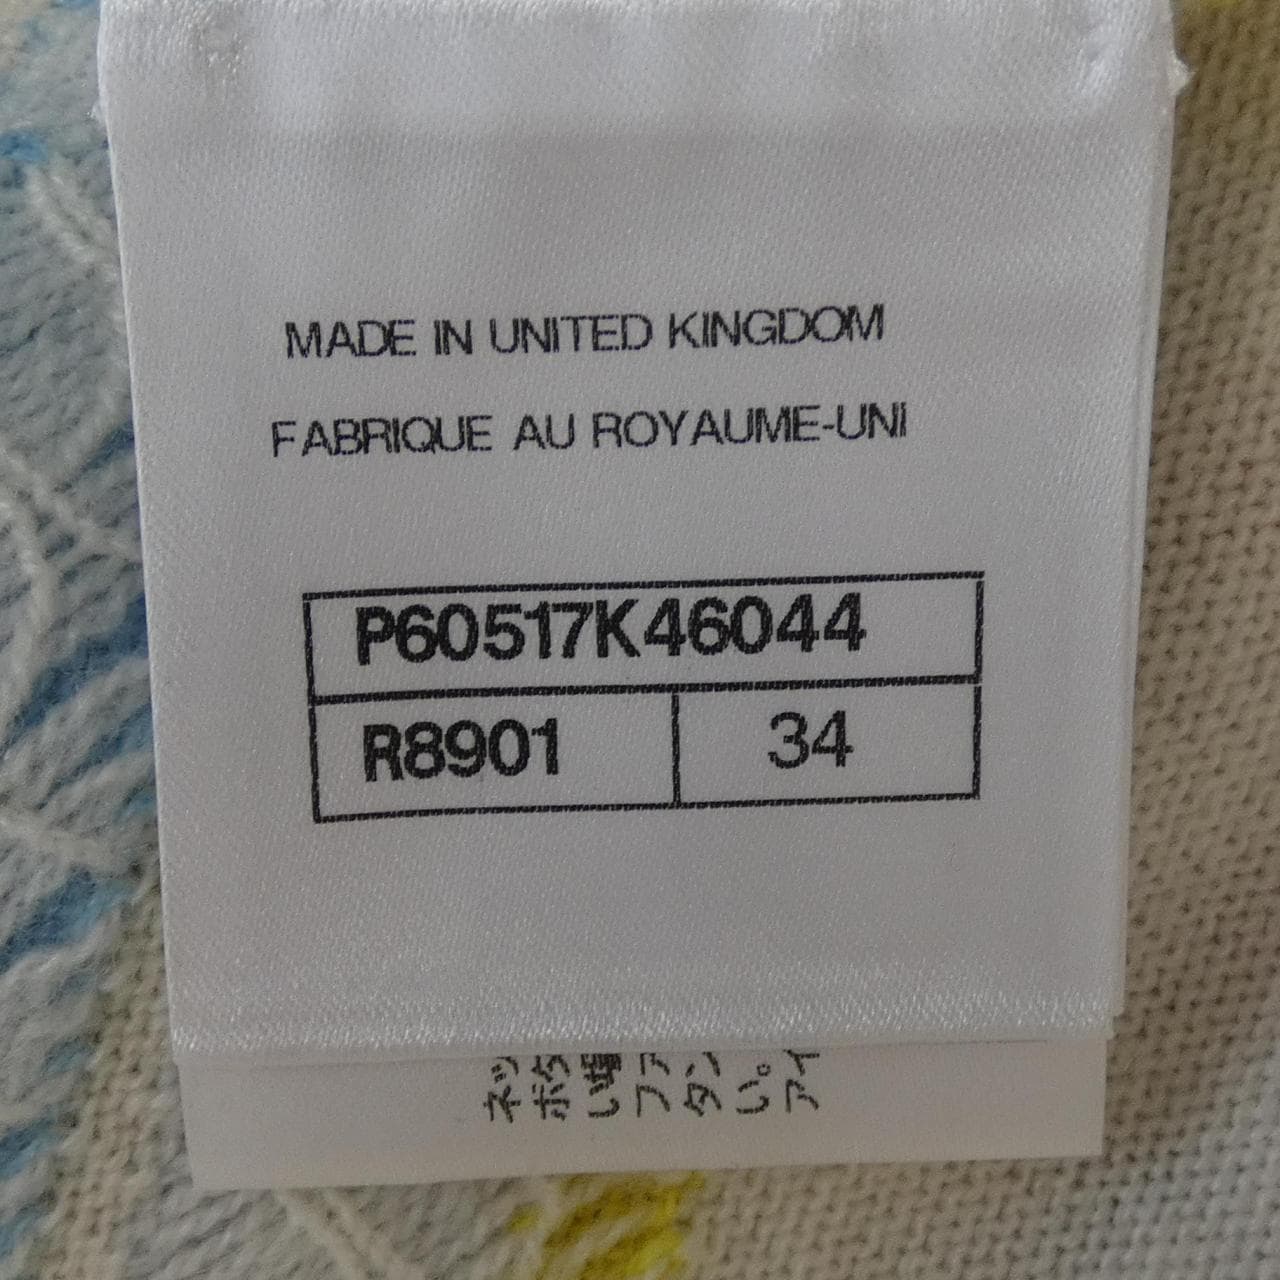 MADE IN UNITED KINGDOM
FABRIQUE AU ROYAUME-UNI
P60517K46044
R8901 34